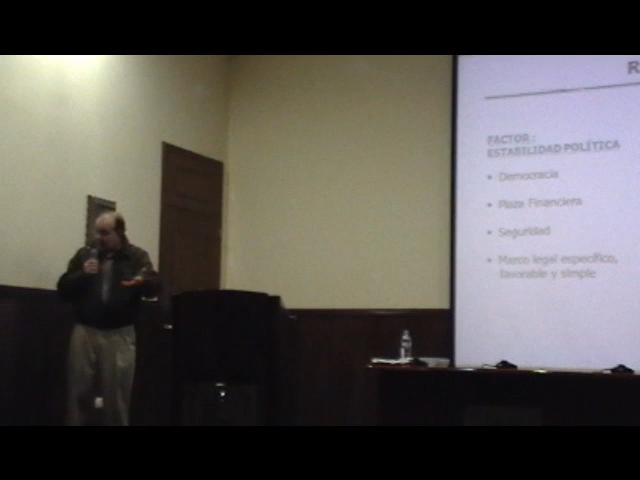 R
FACTOR :
ESTABILIDAD POLÍTICA
• Democracia
• Plaza Financiera
• Seguridad
• Marco legal específico,
favorable y simple